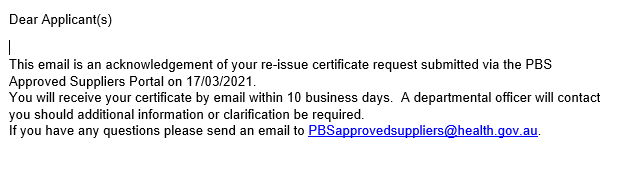 Dear Applicant(s)
This email is an acknowledgement of your re-issue certificate request submitted via the PBS
Approved Suppliers Portal on 17/03/2021.
You will receive your certificate by email within 10 business days.  A departmental officer will contact
you should additional information or clarification be required.
If you have any questions please send an email to PBSapprovedsuppliers@health.gov.au.